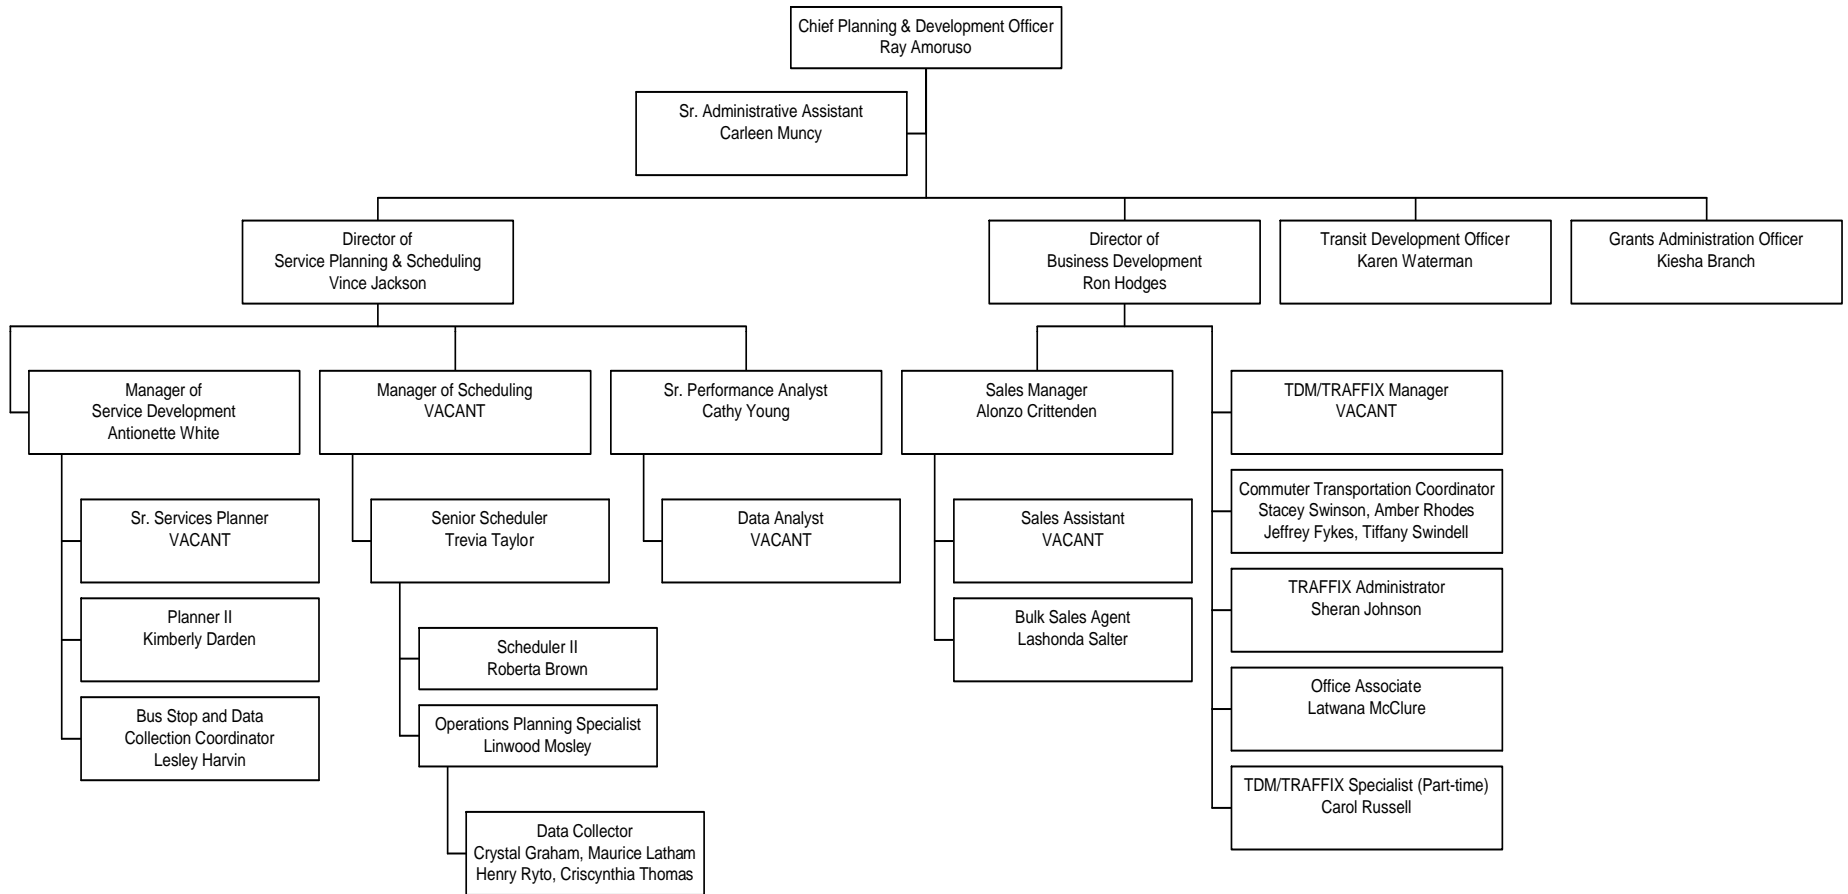 Chief Planning & Development Officer
Ray Amoruso
Sr. Administrative Assistant
Carleen Muncy
Director of
Service Planning & Scheduling
Vince Jackson
Director of
Business Development
Ron Hodges
Transit Development Officer
Karen Waterman
Grants Administration Officer
Kiesha Branch
Manager of
Service Development
Antionette White
Manager of Scheduling
VACANT
Sr. Performance Analyst
Cathy Young
Sales Manager
Alonzo Crittenden
TDM/TRAFFIX Manager
VACANT
Sr. Services Planner
VACANT
Planner II
Kimberly Darden
Bus Stop and Data
Collection Coordinator
Lesley Harvin
Senior Scheduler
Trevia Taylor
Scheduler II
Roberta Brown
Operations Planning Specialist
Linwood Mosley
Data Collector
Crystal Graham, Maurice Latham
Henry Ryto, Criscynthia Thomas
Data Analyst
VACANT
Sales Assistant
VACANT
Bulk Sales Agent
Lashonda Salter
Commuter Transportation Coordinator
Stacey Swinson, Amber Rhodes
Jeffrey Fykes, Tiffany Swindell
TRAFFIX Administrator
Sheran Johnson
Office Associate
Latwana McClure
TDM/TRAFFIX Specialist (Part-time)
Carol Russell